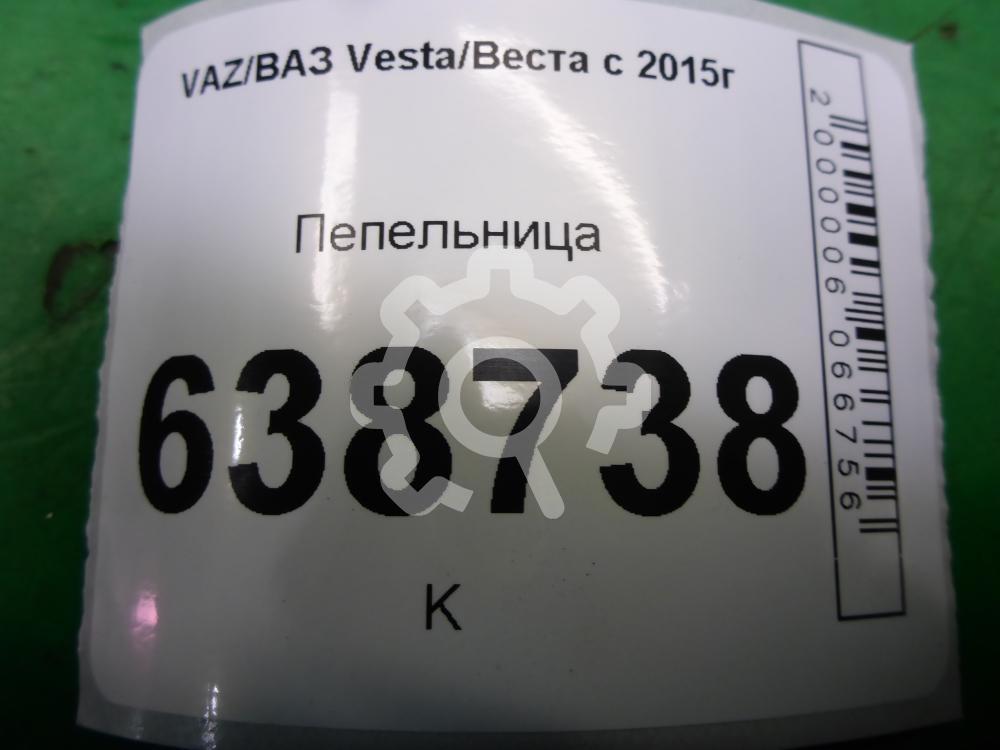 VAZ/ВАЗ Vesta/Веста с 2015г
Пепельница
638738
К
2000006066756